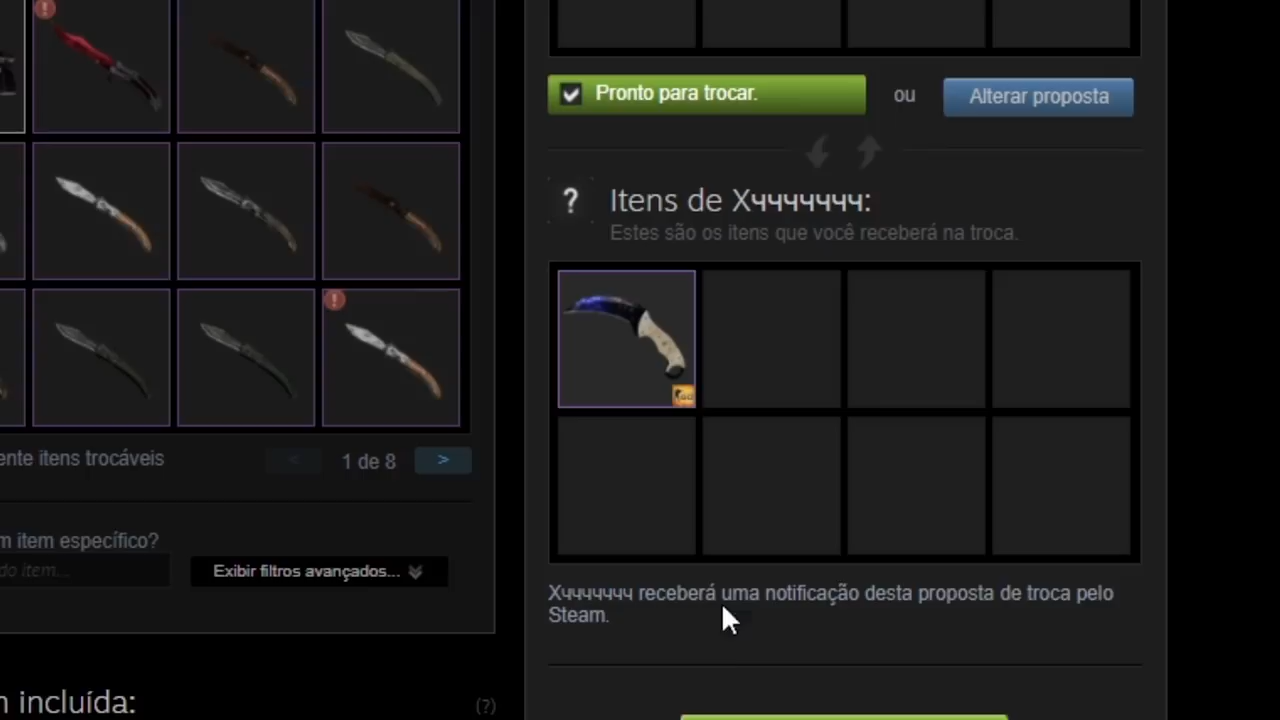 Pronto para trocar.
ou
Alterar proposta
?
Itens de Xччччччч:
Estes são os itens que você receberá na troca.
ente itens trocáveis
<
1 de 8
>
m item específico?
do item...
Exibir filtros avançados...
Xччччччч receberá uma notificação desta proposta de troca pelo
Steam.
n incluída:
(?)